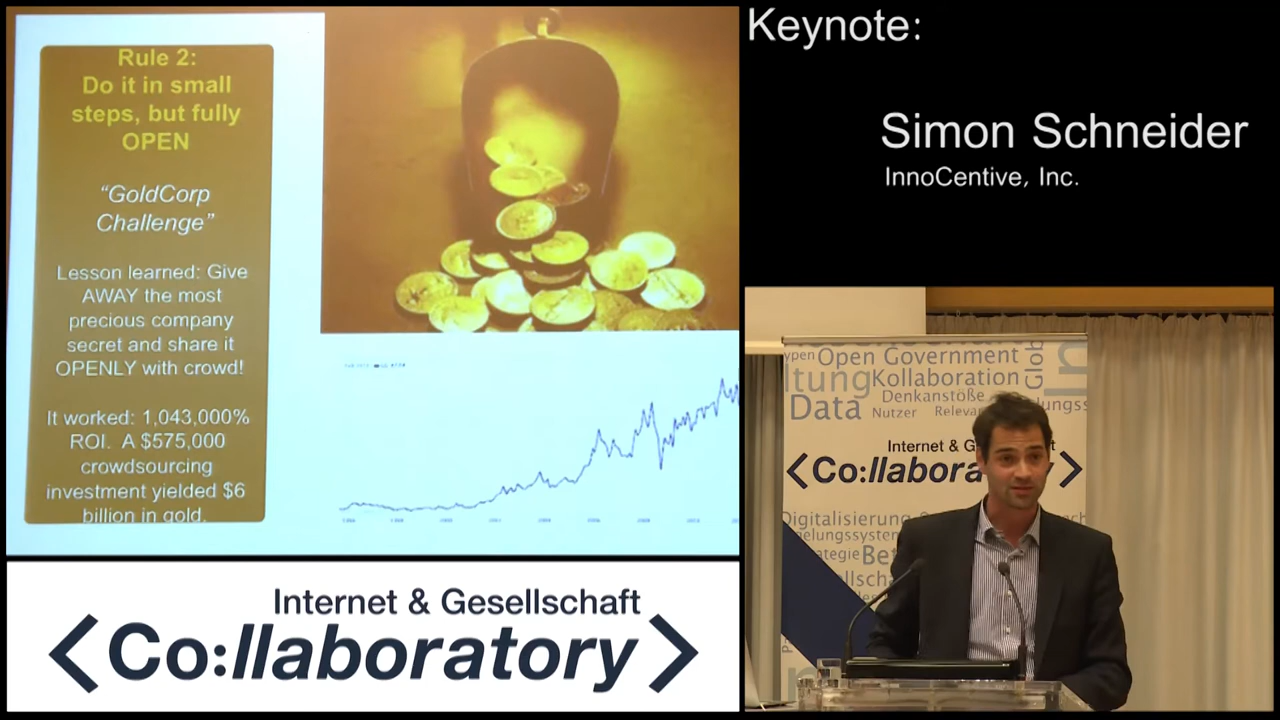 Rule 2:
Do it in small
steps, but fully
OPEN
“GoldCorp
Challenge”
Lesson learned: Give
AWAY the most
precious company
secret and share it
OPENLY with crowd!
It worked: 1,043,000%
ROI. A $575,000
crowdsourcing
investment yielded $6
billion in gold.
Internet & Gesellschaft
<Co:llaboratory>
Keynote:
Simon Schneider
InnoCentive, Inc.
Open Government
Kollaboration
Denkanstöße
Data
Nutzer
Internet & G
<Co:llabora
Digitalisierung